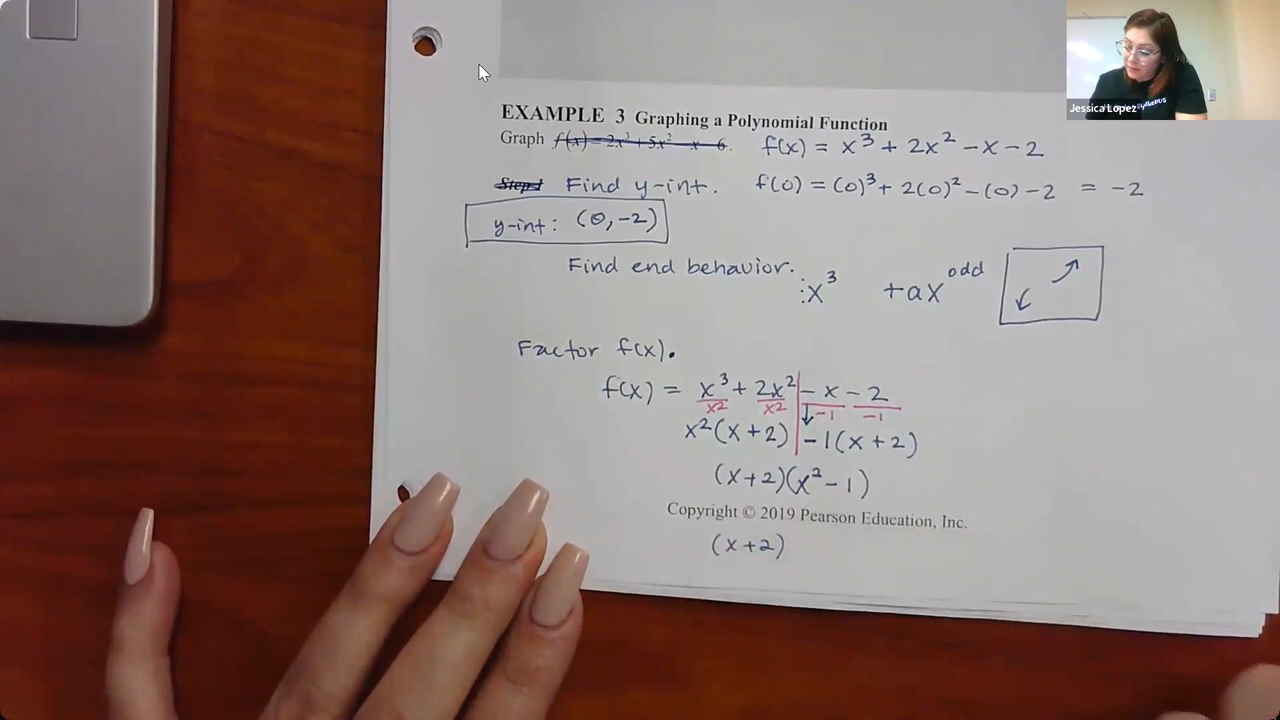 EXAMPLE 3 Graphing a Polynomial Function
Graph f(x) = 2x³ + 5x² - x - 6. f(x) = x³ + 2x² - x - 2
Step 1 Find y-int. f(0) = (0)³ + 2(0)² - (0) - 2 = -2
y-int: (0, -2)
Find end behavior.
:x³ +ax^odd
Factor f(x).
f(x) = x³ + 2x² - x - 2
x² x² -1 -1
x²(x + 2) -1(x + 2)
(x+2)(x² - 1)
Copyright © 2019 Pearson Education, Inc.
(x+2)
Jessica Lopez